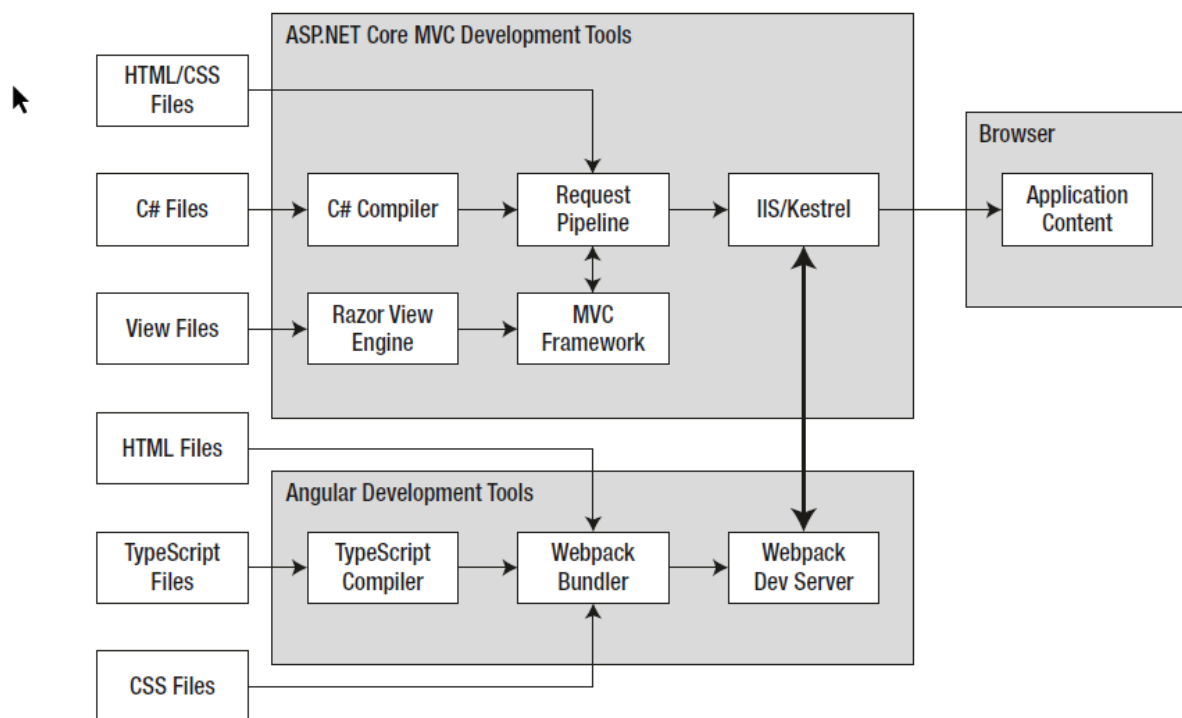 ASP.NET Core MVC Development Tools
HTML/CSS
Files
Browser
C# Files
C# Compiler
Request
Pipeline
IIS/Kestrel
Application
Content
View Files
Razor View
Engine
MVC
Framework
HTML Files
Angular Development Tools
TypeScript
Files
TypeScript
Compiler
Webpack
Bundler
Webpack
Dev Server
CSS Files